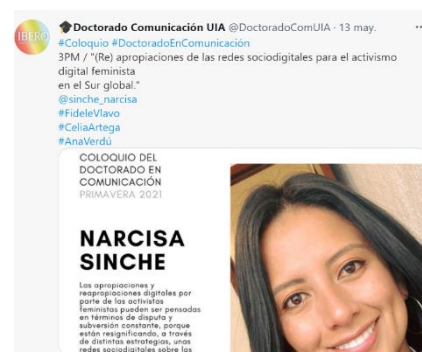 IBERO
🎓Doctorado Comunicación UIA @DoctoradoComUIA · 13 may.
#Coloquio #DoctoradoEnComunicación
3PM / "(Re) apropiaciones de las redes sociodigitales para el activismo
digital feminista
en el Sur global."
@sinche_narcisa
#FideleVlavo
#CeliaArtega
#AnaVerdú
COLOQUIO DEL
DOCTORADO EN
COMUNICACIÓN
PRIMAVERA 2021
NARCISA
SINCHE
Las apropiaciones y
reapropiaciones digitales por
parte de las activistas
feministas pueden ser pensadas
en términos de disputa y
subversión constante, porque
están resignificando, a través
de distintas estrategias, unas
redes sociodigitales sobre las